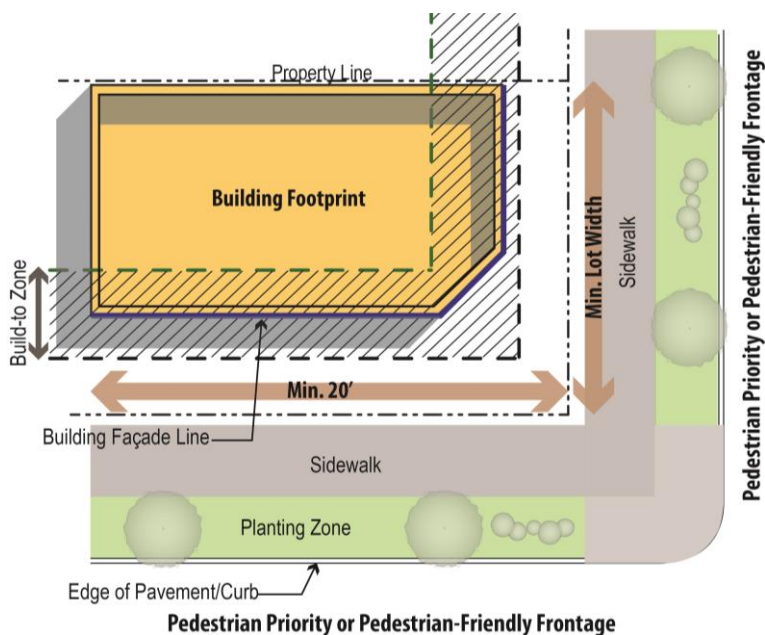 Property Line
Building Footprint
Build-to Zone
Min. Lot Width
Sidewalk
Pedestrian Priority or Pedestrian-Friendly Frontage
Min. 20’
Building Façade Line
Sidewalk
Planting Zone
Edge of Pavement/Curb
Pedestrian Priority or Pedestrian-Friendly Frontage